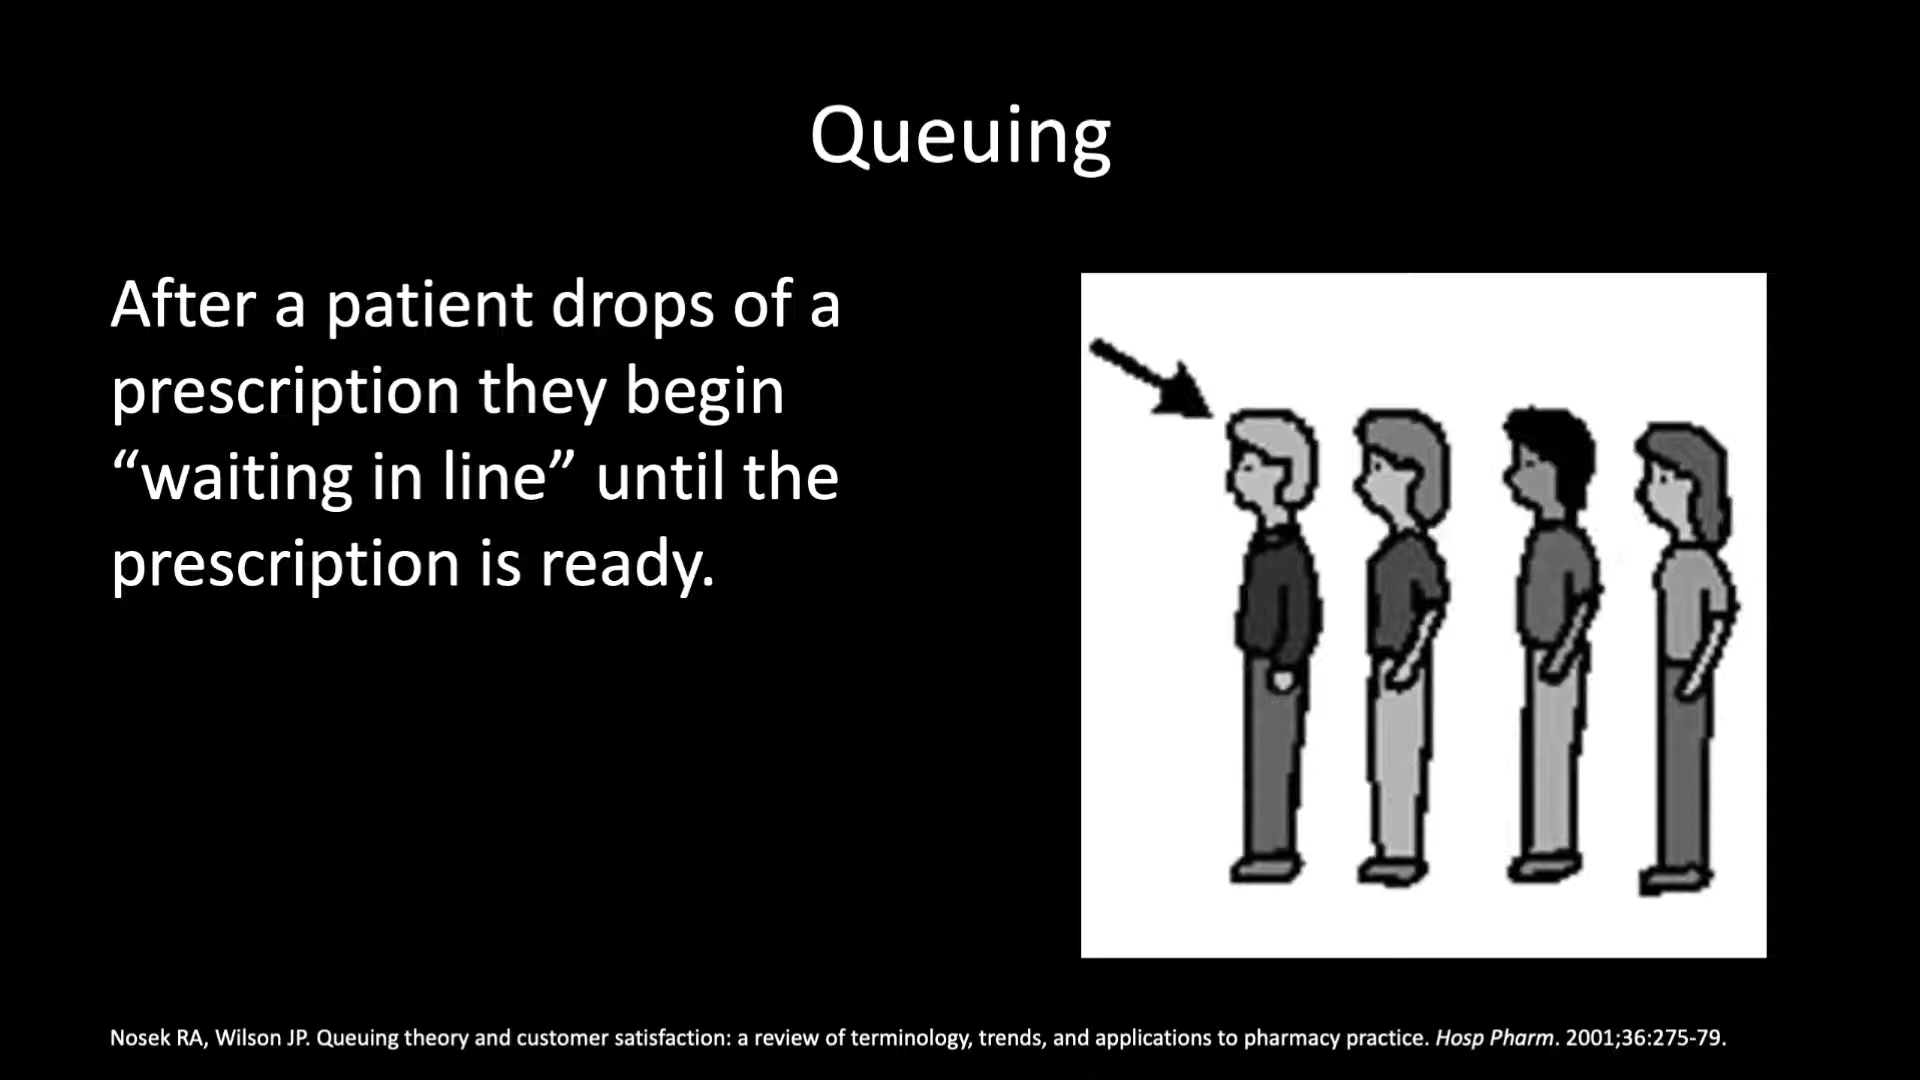 Queuing
After a patient drops of a
prescription they begin
“waiting in line” until the
prescription is ready.
Nosek RA, Wilson JP. Queuing theory and customer satisfaction: a review of terminology, trends, and applications to pharmacy practice. Hosp Pharm. 2001;36:275-79.